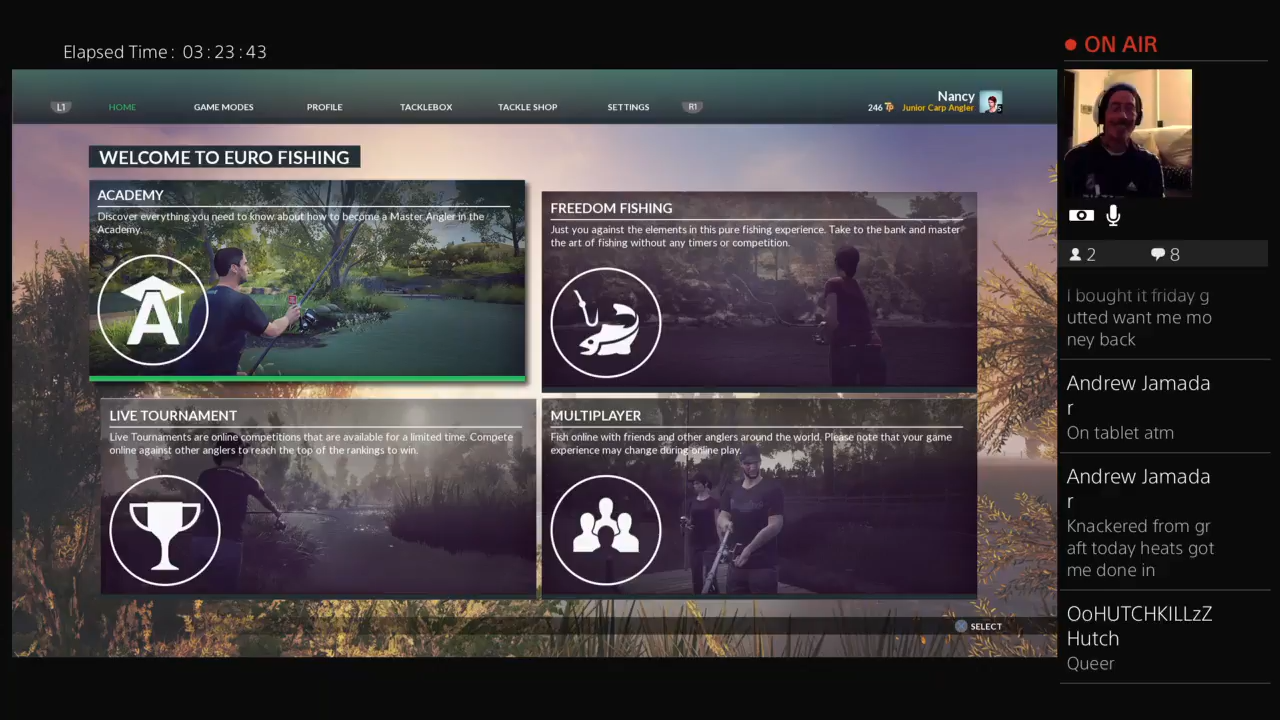 Elapsed Time: 03:23:43
ON AIR
L1
HOME
GAME MODES
PROFILE
TACKLEBOX
TACKLE SHOP
SETTINGS
R1
246
Nancy
Junior Carp Angler
5
WELCOME TO EURO FISHING
ACADEMY
Discover everything you need to know about how to become a Master Angler in the
Academy.
A
FREEDOM FISHING
Just you against the elements in this pure fishing experience. Take to the bank and master
the art of fishing without any timers or competition.
LIVE TOURNAMENT
Live Tournaments are online competitions that are available for a limited time. Compete
online against other anglers to reach the top of the rankings to win.
MULTIPLAYER
Fish online with friends and other anglers around the world. Please note that your game
experience may change during online play.
SELECT
2
8
I bought it friday g
utted want me mo
ney back
Andrew Jamada
r
On tablet atm
Andrew Jamada
r
Knackered from gr
aft today heats got
me done in
OoHUTCHKILLzZ
Hutch
Queer